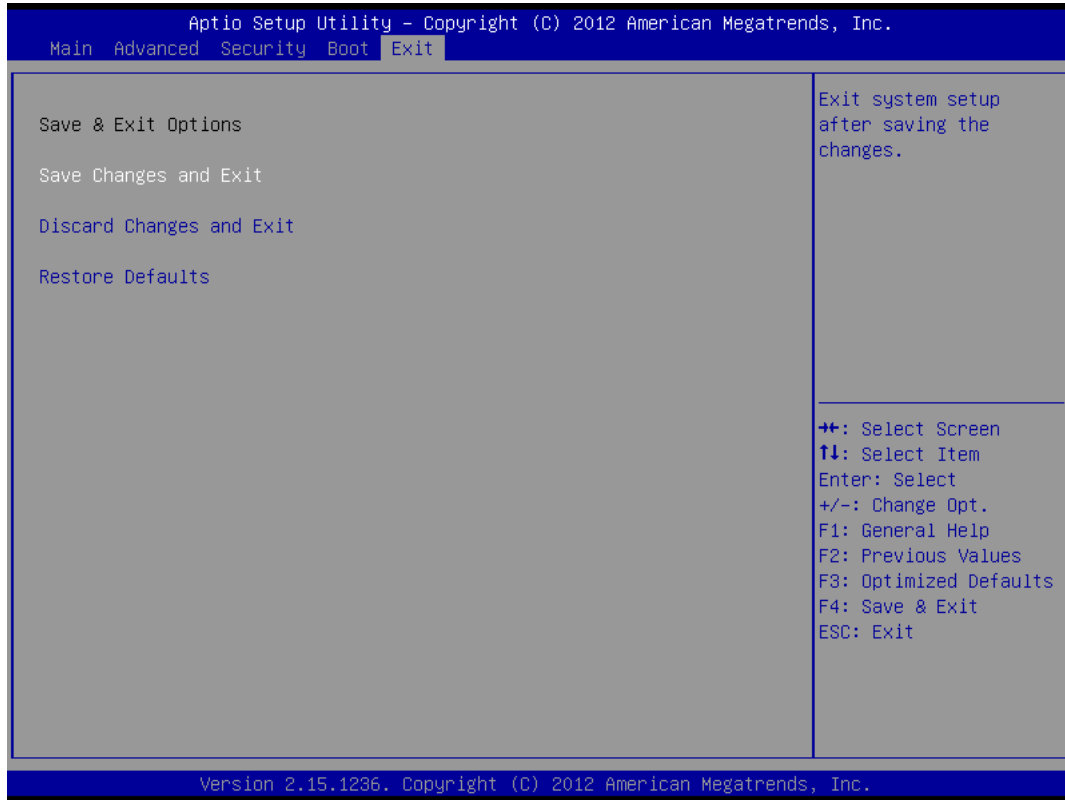 Aptio Setup Utility – Copyright (C) 2012 American Megatrends, Inc.
Main Advanced Security Boot Exit
Save & Exit Options
Save Changes and Exit
Discard Changes and Exit
Restore Defaults
Exit system setup
after saving the
changes.
→←: Select Screen
↑↓: Select Item
Enter: Select
+/-: Change Opt.
F1: General Help
F2: Previous Values
F3: Optimized Defaults
F4: Save & Exit
ESC: Exit
Version 2.15.1236. Copyright (C) 2012 American Megatrends, Inc.